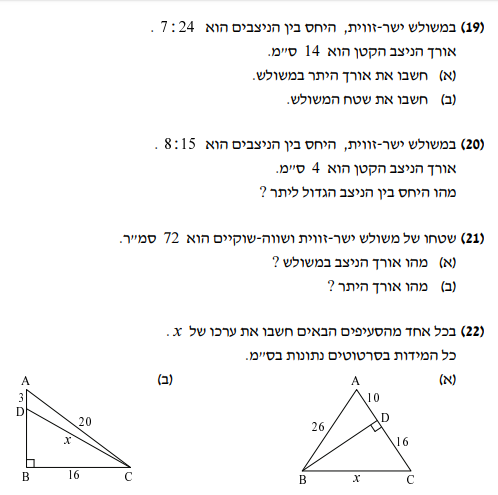 (19) במשולש ישר-זווית, היחס בין הניצבים הוא 7 : 24 .
אורך הניצב הקטן הוא 14 ס״מ.
(א) חשבו את אורך היתר במשולש.
(ב) חשבו את שטח המשולש.
(20) במשולש ישר-זווית, היחס בין הניצבים הוא 8 : 15 .
אורך הניצב הקטן הוא 4 ס״מ.
מהו היחס בין הניצב הגדול ליתר ?
(21) שטחו של משולש ישר-זווית ושווה-שוקיים הוא 72 סמ״ר.
(א) מהו אורך הניצב במשולש ?
(ב) מהו אורך היתר ?
(22) בכל אחד מהסעיפים הבאים חשבו את ערכו של x .
כל המידות בסרטוטים נתונות בס״מ.
(א)
A
10
D
26
16
B
x
C
(ב)
A
3
D
20
x
B
16
C